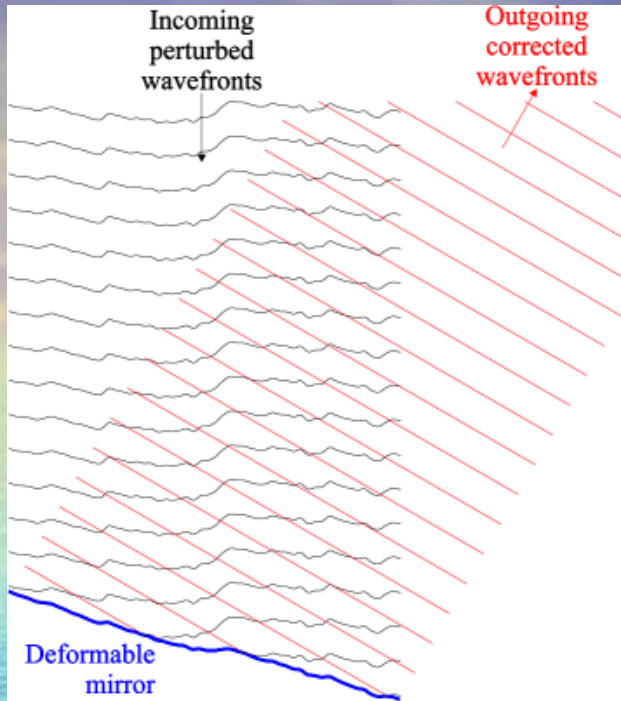 Incoming
perturbed
wavefronts
Outgoing
corrected
wavefronts
Deformable
mirror